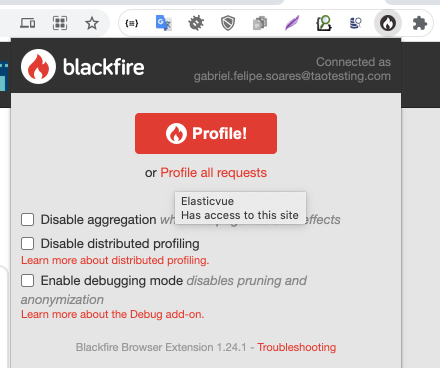 blackfire
Connected as
gabriel.felipe.soares@taotesting.com
Profile!
or Profile all requests
Elasticvue
Has access to this site
Disable aggregation effects
Disable distributed profiling
Learn more about distributed profiling.
Enable debugging mode disables pruning and
anonymization
Learn more about the Debug add-on.
Blackfire Browser Extension 1.24.1 - Troubleshooting